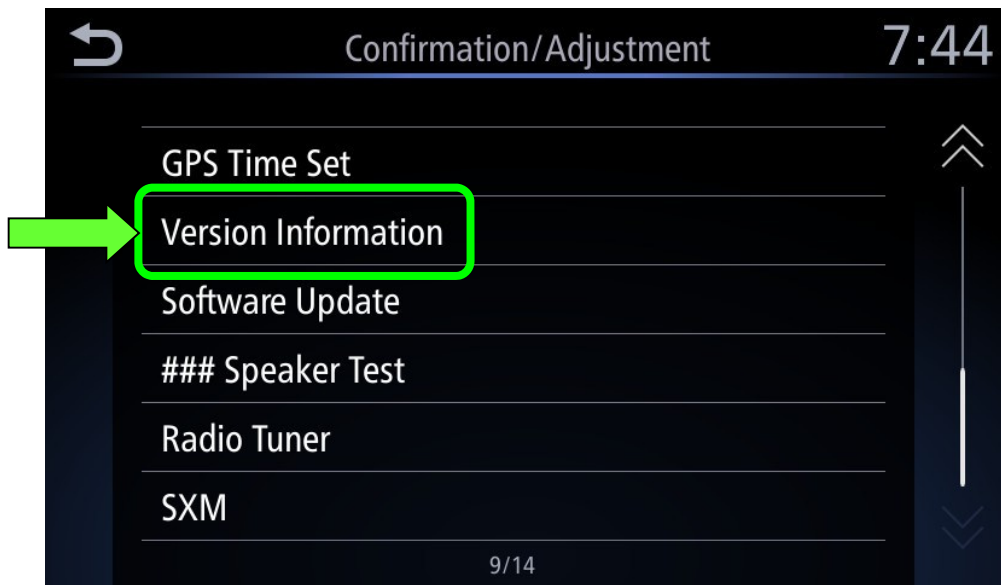 Confirmation/Adjustment 7:44
GPS Time Set
Version Information
Software Update
### Speaker Test
Radio Tuner
SXM
9/14